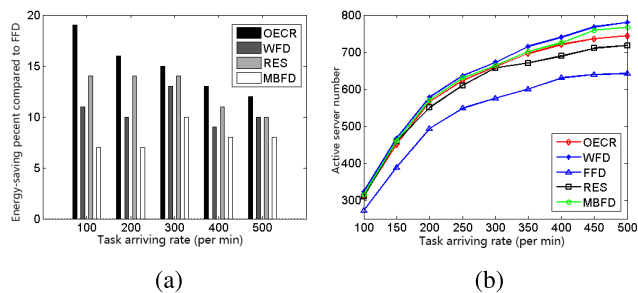 Energy-saving pecent compared to FFD
20
15
10
5
0
OECR
WFD
RES
MBFD
100 200 300 400 500
Task arriving rate (per min)
(a)
Active server number
800
700
600
500
400
300
OECR
WFD
FFD
RES
MBFD
100 150 200 250 300 350 400 450 500
Task arriving rate (per min)
(b)